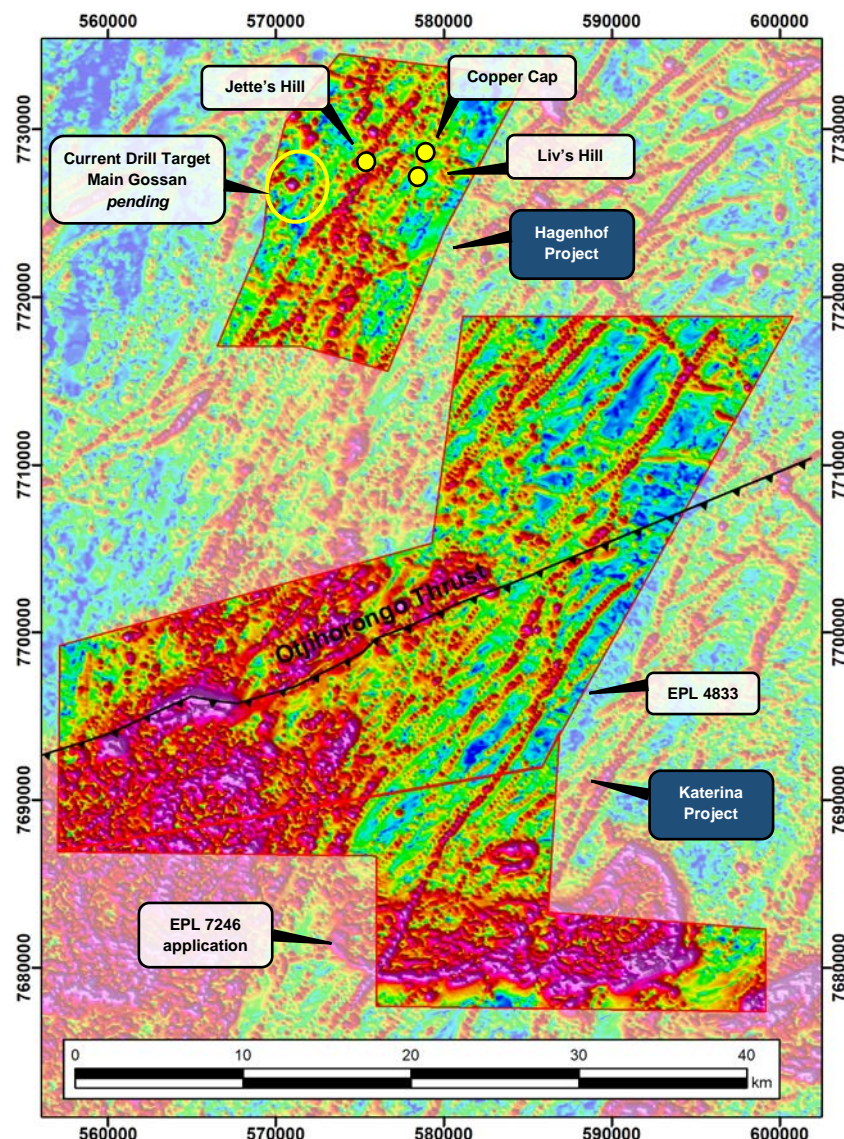 560000 570000 580000 590000 600000
Jette's Hill
Copper Cap
7730000
7730000
Current Drill Target
Main Gossan
pending
Liv's Hill
Hagenhof
Project
7720000
7720000
7710000
7710000
Otjihorongo Thrust
7700000
7700000
EPL 4833
Katerina
Project
7690000
7690000
EPL 7246
application
7680000
7680000
0 10 20 30 40
km
560000 570000 580000 590000 600000